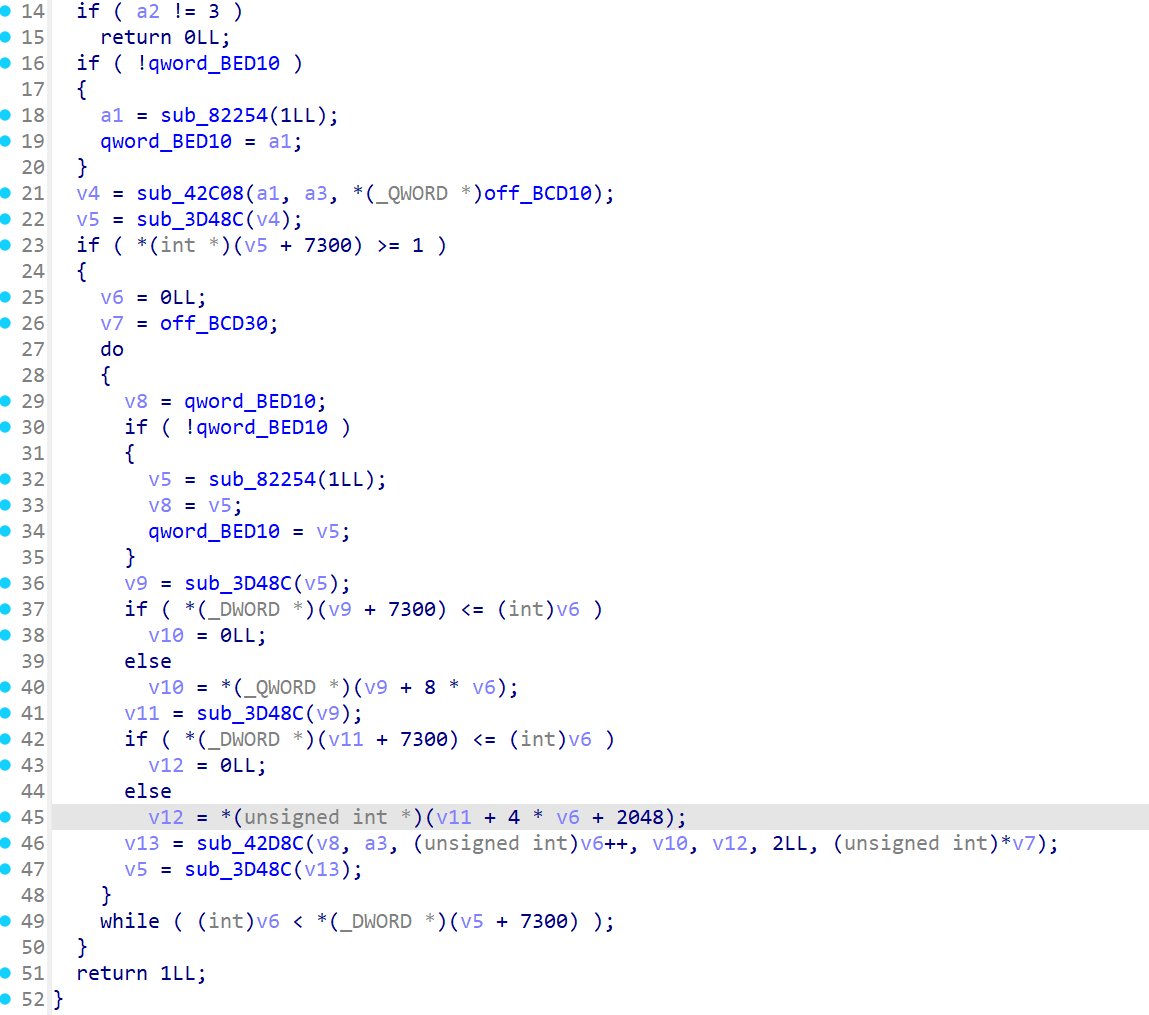 14   if ( a2 != 3 )
15     return 0LL;
16   if ( !qword_BED10 )
17   {
18     a1 = sub_82254(1LL);
19     qword_BED10 = a1;
20   }
21   v4 = sub_42C08(a1, a3, *(_QWORD *)off_BCD10);
22   v5 = sub_3D48C(v4);
23   if ( *(int *)(v5 + 7300) >= 1 )
24   {
25     v6 = 0LL;
26     v7 = off_BCD30;
27     do
28     {
29       v8 = qword_BED10;
30       if ( !qword_BED10 )
31       {
32         v5 = sub_82254(1LL);
33         v8 = v5;
34         qword_BED10 = v5;
35       }
36       v9 = sub_3D48C(v5);
37       if ( *(_DWORD *)(v9 + 7300) <= (int)v6 )
38         v10 = 0LL;
39       else
40         v10 = *(_QWORD *)(v9 + 8 * v6);
41       v11 = sub_3D48C(v9);
42       if ( *(_DWORD *)(v11 + 7300) <= (int)v6 )
43         v12 = 0LL;
44       else
45         v12 = *(unsigned int *)(v11 + 4 * v6 + 2048);
46       v13 = sub_42D8C(v8, a3, (unsigned int)v6++, v10, v12, 2LL, (unsigned int)*v7);
47       v5 = sub_3D48C(v13);
48     }
49     while ( (int)v6 < *(_DWORD *)(v5 + 7300) );
50   }
51   return 1LL;
52 }